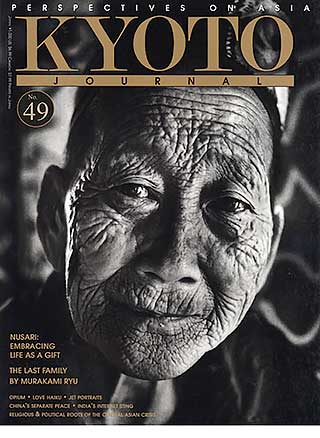 PERSPECTIVES ON ASIA
KYOTO
JOURNAL
No.
49
NUSARI:
EMBRACING
LIFE AS A GIFT
THE LAST FAMILY
BY MURAKAMI RYU
OPIUM • LOVE HAIKU • JET PORTRAITS
CHINA'S SEPARATE PEACE • INDIA'S INTERNET STING
RELIGIOUS & POLITICAL ROOTS OF THE CENTRAL ASIAN CRISIS